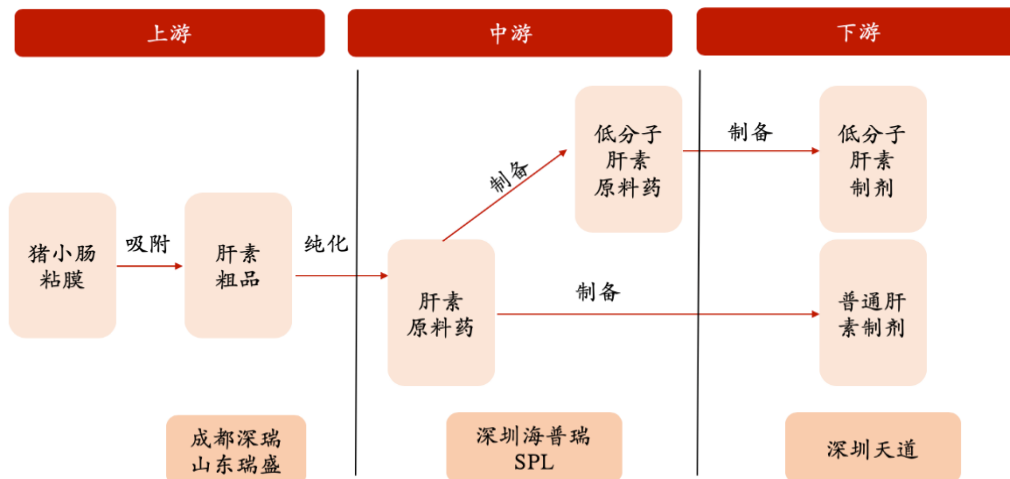 上游
中游
下游
猪小肠
粘膜
吸附
肝素
粗品
纯化
肝素
原料药
制备
低分子
肝素
原料药
制备
低分子
肝素
制剂
制备
普通肝
素制剂
成都深瑞
山东瑞盛
深圳海普瑞
SPL
深圳天道